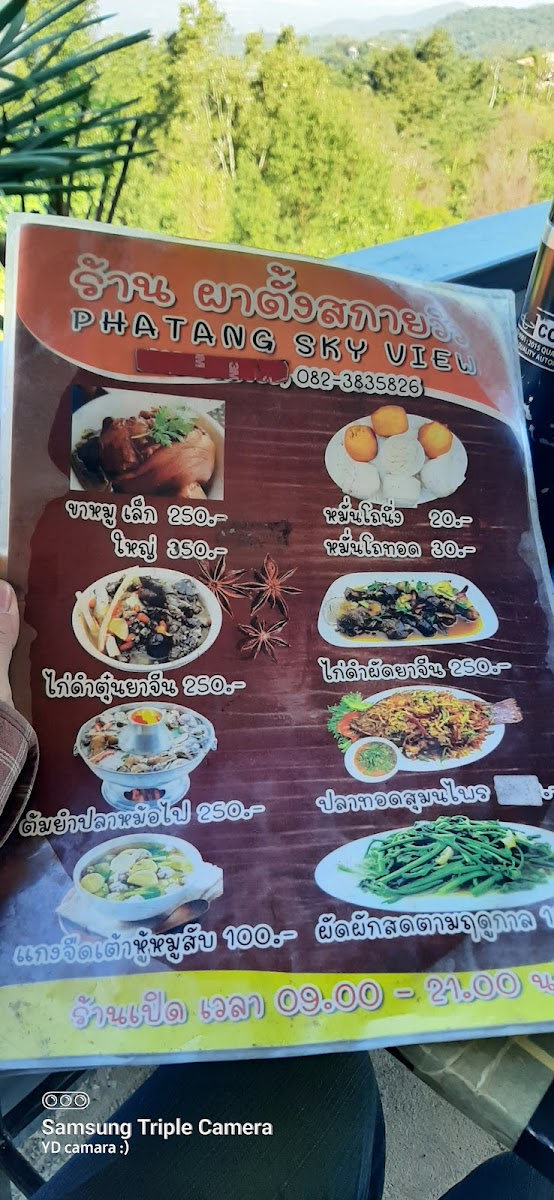 ร้าน ผาตั้งสกายวิว
PHATANG SKY VIEW
082-3835826
ขาหมู เล็ก 250.-
ใหญ่ 350.-
หมั่นโถนึ่ง 20.-
หมั่นโถทอด 30.-
ไก่ดำตุ๋นยาจีน 250.-
ไก่ดำผัดยาจีน 250.-
ต้มยำปลาหม้อไฟ 250.-
ปลาทอดสมุนไพร
แกงจืดเต้าหู้หมูสับ 100.-
ผัดผักสดตามฤดูกาล
ร้านเปิด เวลา 09.00 - 21.00
Samsung Triple Camera
YD camara :)